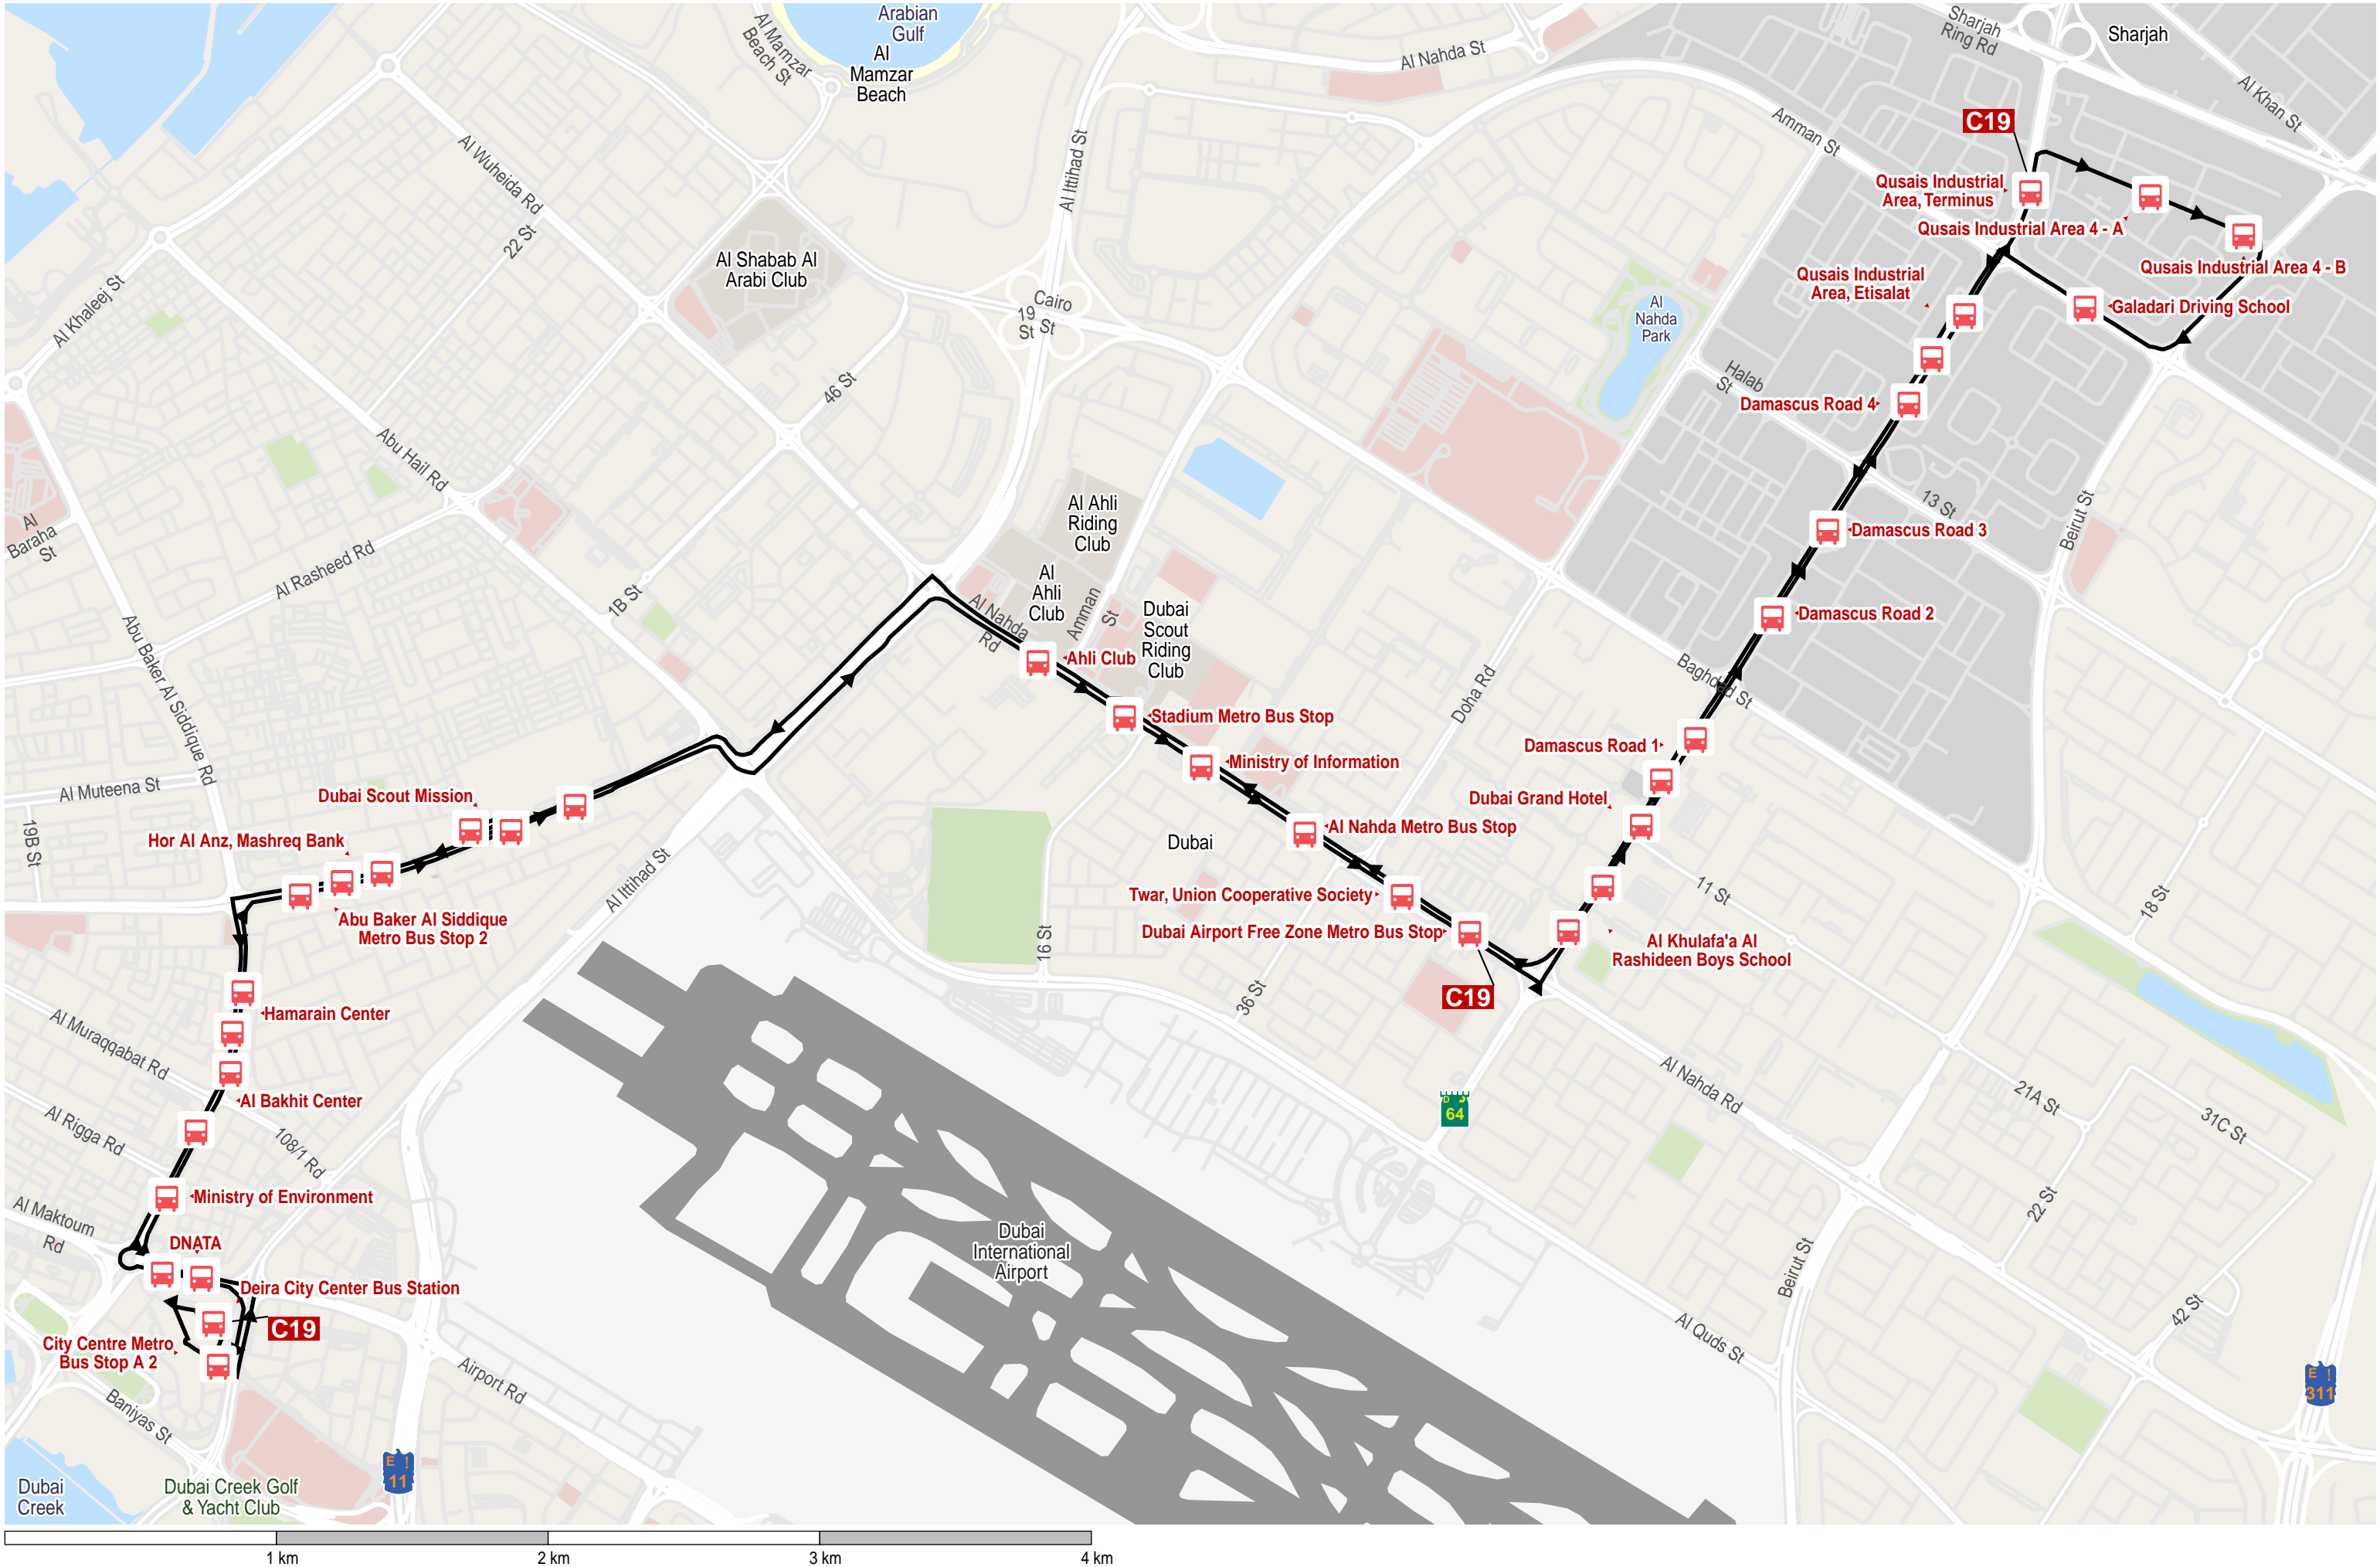 Arabian
Gulf
Al
Mamzar
Beach
Al Mamzar
Beach St
Al Nahda St
Sharjah
Ring Rd
Sharjah
Al Khan St
Al Wuheida Rd
22 St
Al Ittihad St
Amman St
C19
Qusais Industrial
Area, Terminus
Qusais Industrial Area 4 - A
Qusais Industrial Area 4 - B
Qusais Industrial
Area, Etisalat
Galadari Driving School
Al Shabab Al
Arabi Club
Cairo
St
19
St
Al
Nahda
Park
Al Khaleej St
46 St
Halab
St
Damascus Road 4
Abu Hail Rd
Al
Baraha
St
Al Ahli
Riding
Club
13 St
Beirut St
Damascus Road 3
Al Rasheed Rd
1B St
Al
Ahli
Club
Al Nahda
Rd
Amman
St
Dubai
Scout
Riding
Club
Damascus Road 2
Ahli Club
Abu Baker Al Siddique Rd
Doha Rd
Baghdad St
Stadium Metro Bus Stop
Damascus Road 1
Ministry of Information
Al Muteena St
Dubai Scout Mission
Dubai Grand Hotel
19B St
Hor Al Anz, Mashreq Bank
Dubai
Al Nahda Metro Bus Stop
Al Ittihad St
Twar, Union Cooperative Society
11 St
18 St
Abu Baker Al Siddique
Metro Bus Stop 2
Dubai Airport Free Zone Metro Bus Stop
Al Khulafa'a Al
Rashideen Boys School
16 St
36 St
C19
Hamarain Center
Al Muraqqabat Rd
Al Nahda Rd
Al Bakhit Center
D
64
21A St
31C St
Al Rigga Rd
108/1 Rd
Ministry of Environment
22 St
Al Maktoum
Rd
DNATA
Dubai
International
Airport
Beirut St
Deira City Center Bus Station
C19
City Centre Metro
Bus Stop A 2
42 St
Al Quds St
Airport Rd
Baniyas St
E
311
E
11
Dubai
Creek
Dubai Creek Golf
& Yacht Club
1 km
2 km
3 km
4 km